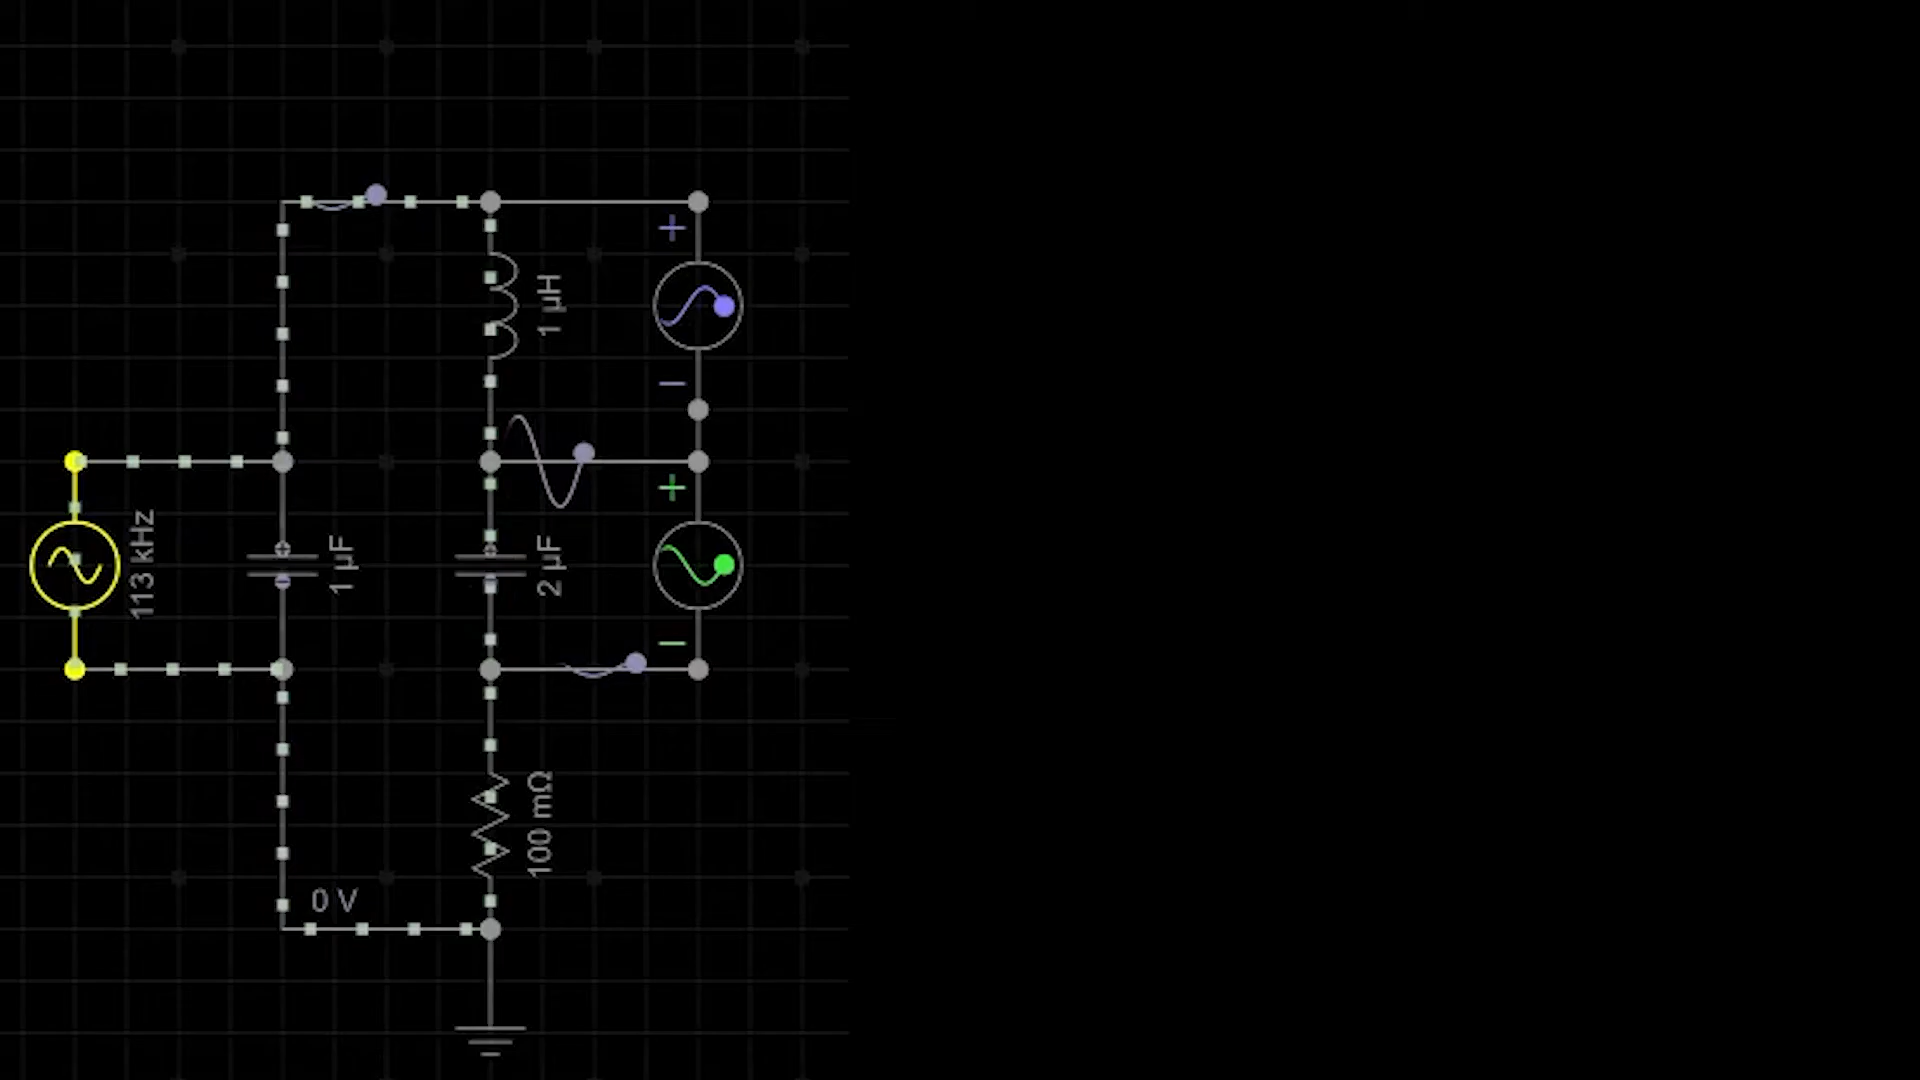 +
1 µH
−
+
113 kHz
1 µF
2 µF
−
100 mΩ
0 V